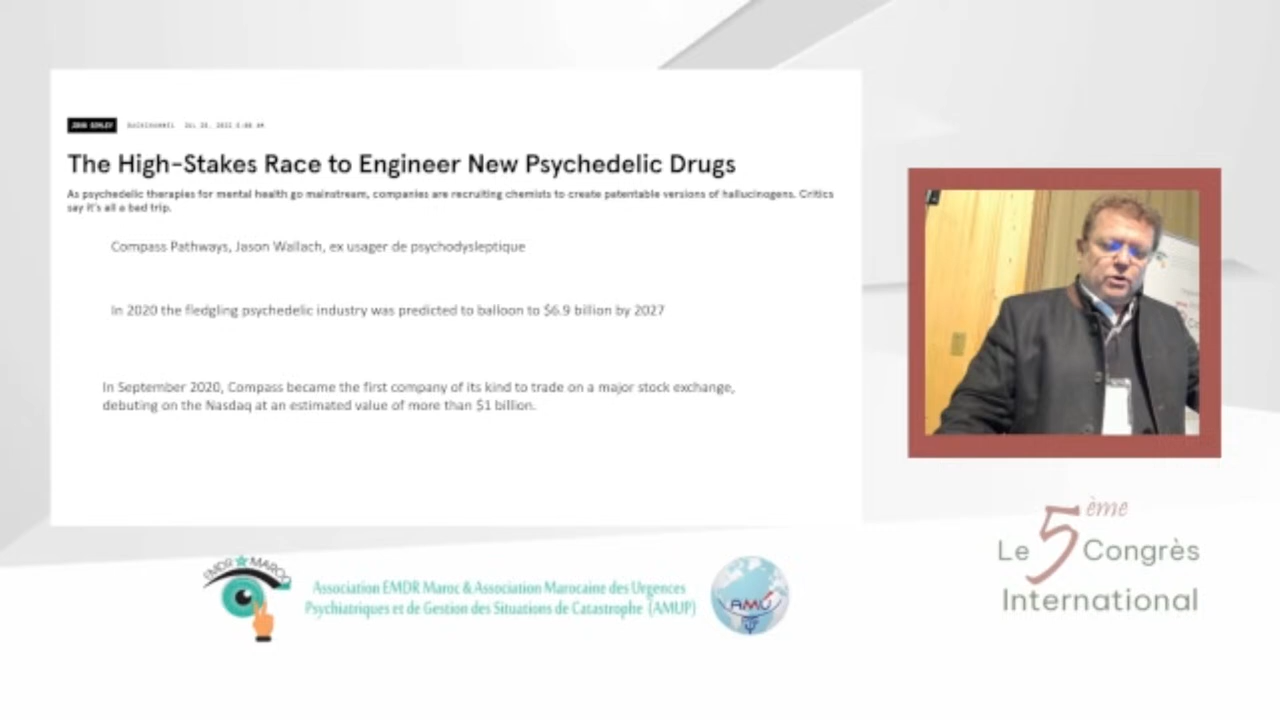 JOHN SEMLEY BACKCHANNEL
The High-Stakes Race to Engineer New Psychedelic Drugs
As psychedelic therapies for mental health go mainstream, companies are recruiting chemists to create patentable versions of hallucinogens. Critics
say it's all a bad trip.
Compass Pathways, Jason Wallach, ex usager de psychodysleptique
In 2020 the fledgling psychedelic industry was predicted to balloon to $6.9 billion by 2027
In September 2020, Compass became the first company of its kind to trade on a major stock exchange,
debuting on the Nasdaq at an estimated value of more than $1 billion.
Le 5ème Congrès
International
EMDR MAROC
Association EMDR Maroc & Association Marocaine des Urgences
Psychiatriques et de Gestion des Situations de Catastrophe (AMUP)
AMU